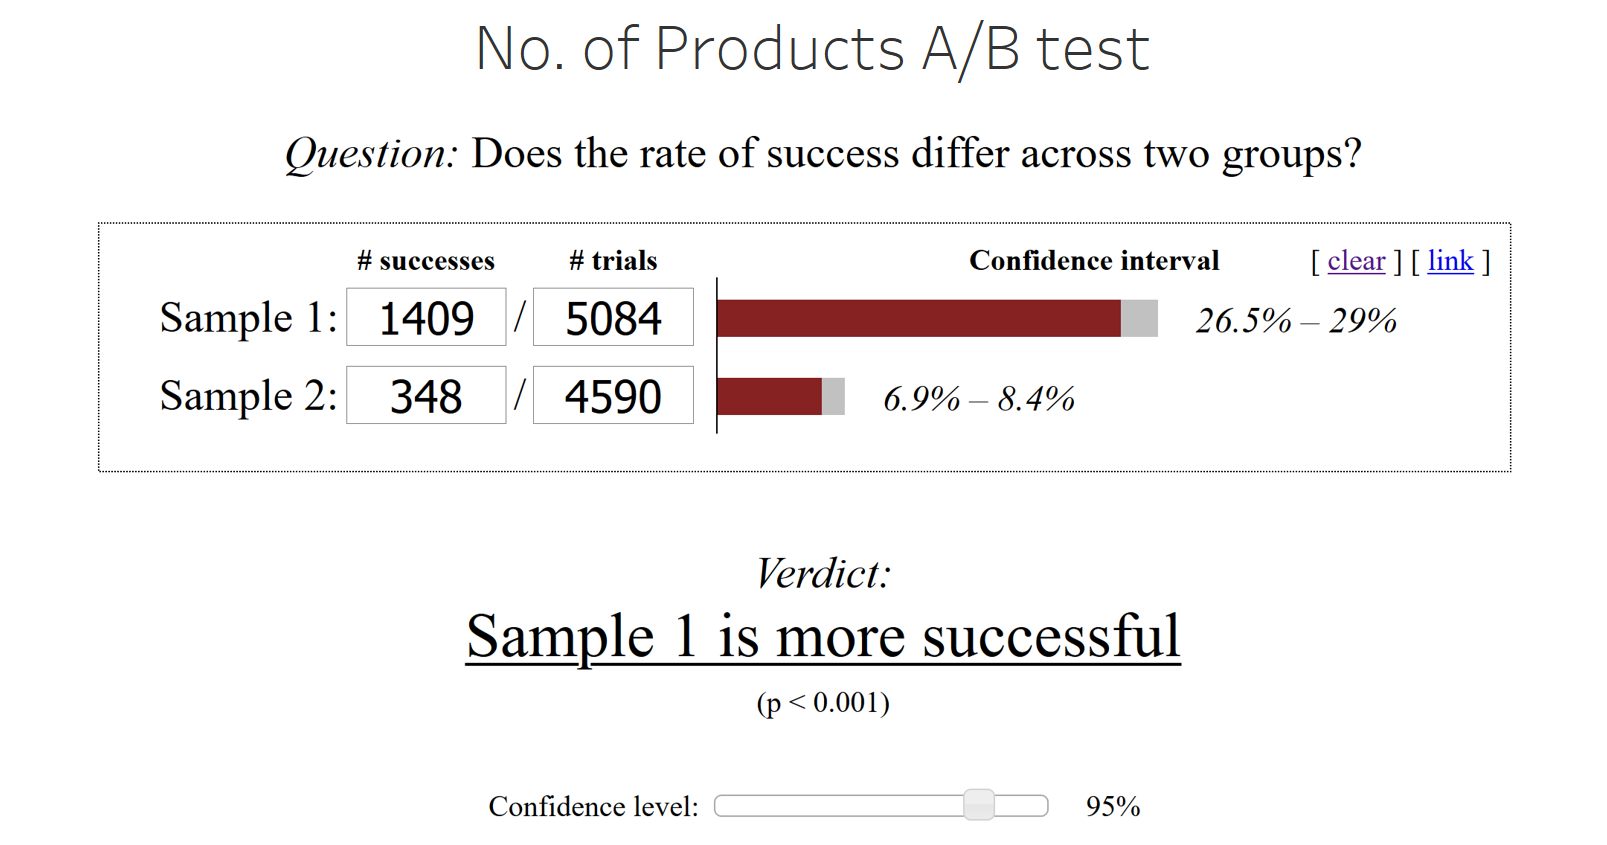 No. of Products A/B test
Question: Does the rate of success differ across two groups?
# successes # trials Confidence interval [ clear ] [ link ]
Sample 1: 1409 / 5084 26.5% – 29%
Sample 2: 348 / 4590 6.9% – 8.4%
Verdict:
Sample 1 is more successful
(p < 0.001)
Confidence level: 95%